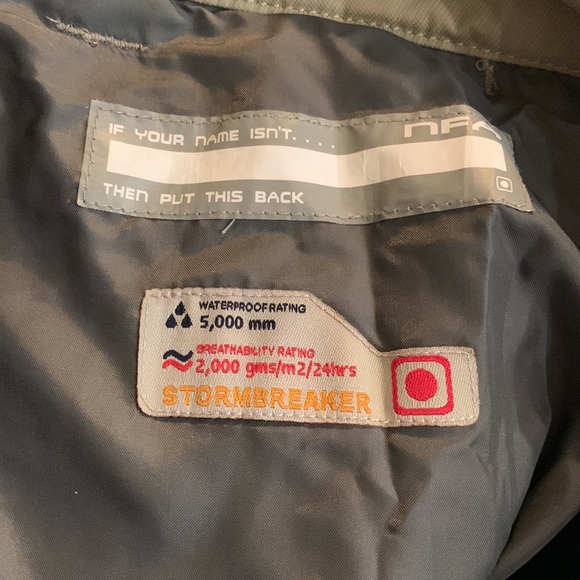 IF YOUR NAME ISN'T....
THEN PUT THIS BACK
WATERPROOF RATING
5,000 mm
BREATHABILITY RATING
2,000 gms/m2/24hrs
STORMBREAKER